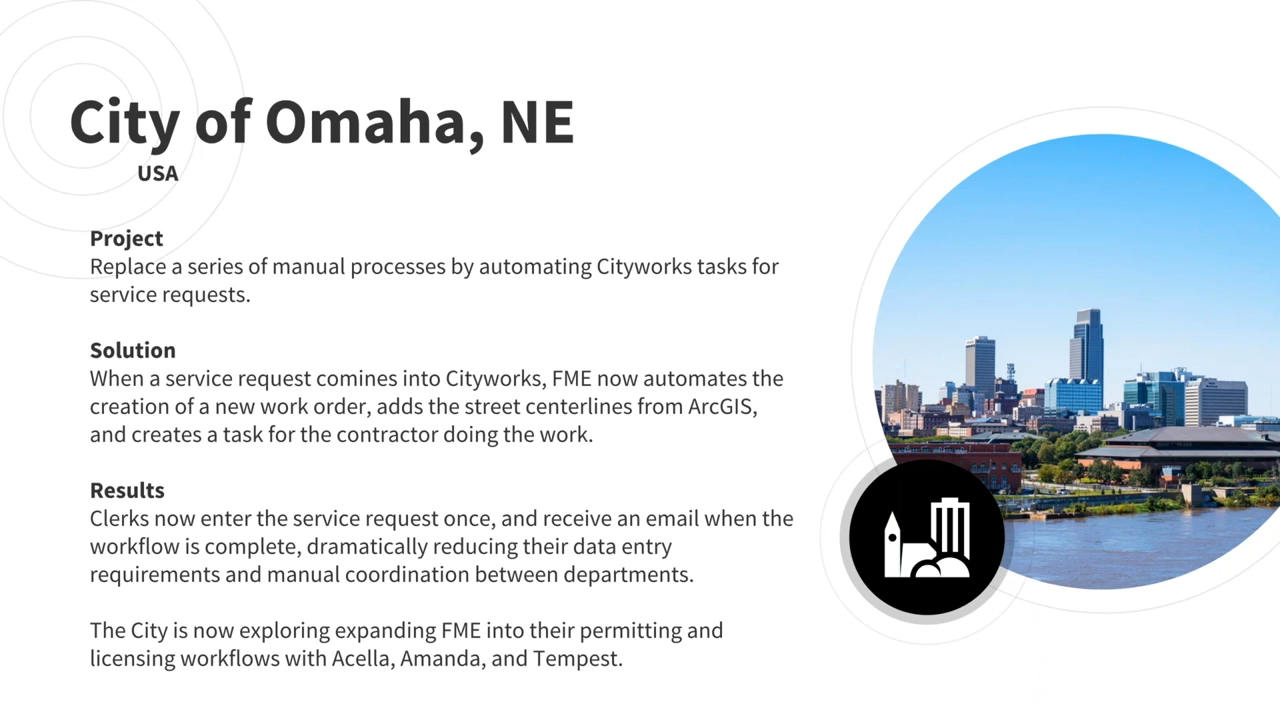 City of Omaha, NE
USA
Project
Replace a series of manual processes by automating Cityworks tasks for
service requests.
Solution
When a service request comines into Cityworks, FME now automates the
creation of a new work order, adds the street centerlines from ArcGIS,
and creates a task for the contractor doing the work.
Results
Clerks now enter the service request once, and receive an email when the
workflow is complete, dramatically reducing their data entry
requirements and manual coordination between departments.
The City is now exploring expanding FME into their permitting and
licensing workflows with Acella, Amanda, and Tempest.